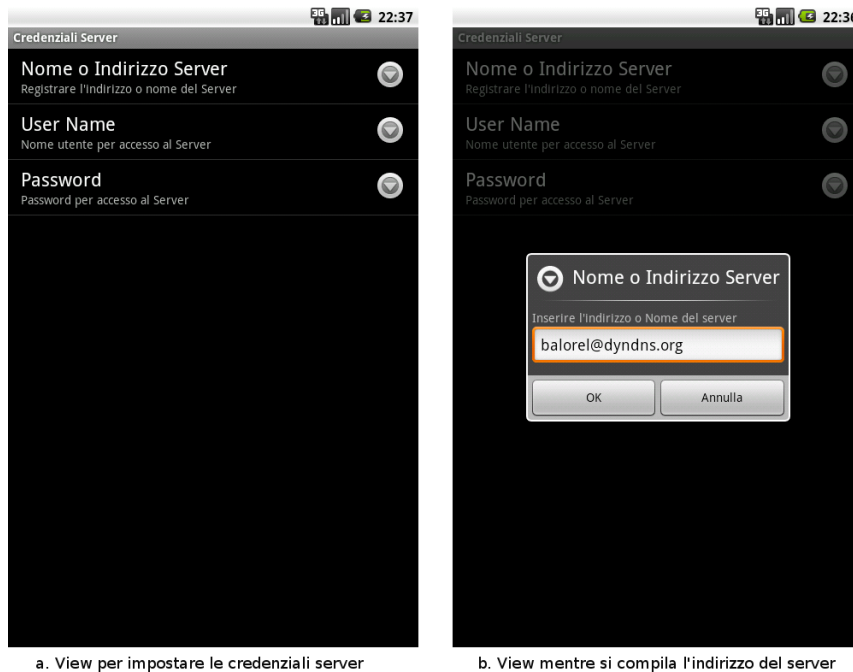 3G 22:37
Credenziali Server
Nome o Indirizzo Server
Registrare l'indirizzo o nome del Server
User Name
Nome utente per accesso al Server
Password
Password per accesso al Server
a. View per impostare le credenziali server
3G 22:36
Credenziali Server
Nome o Indirizzo Server
Registrare l'indirizzo o nome del Server
User Name
Nome utente per accesso al Server
Password
Password per accesso al Server
Nome o Indirizzo Server
Inserire l'indirizzo o Nome del server
balorel@dyndns.org
OK Annulla
b. View mentre si compila l'indirizzo del server